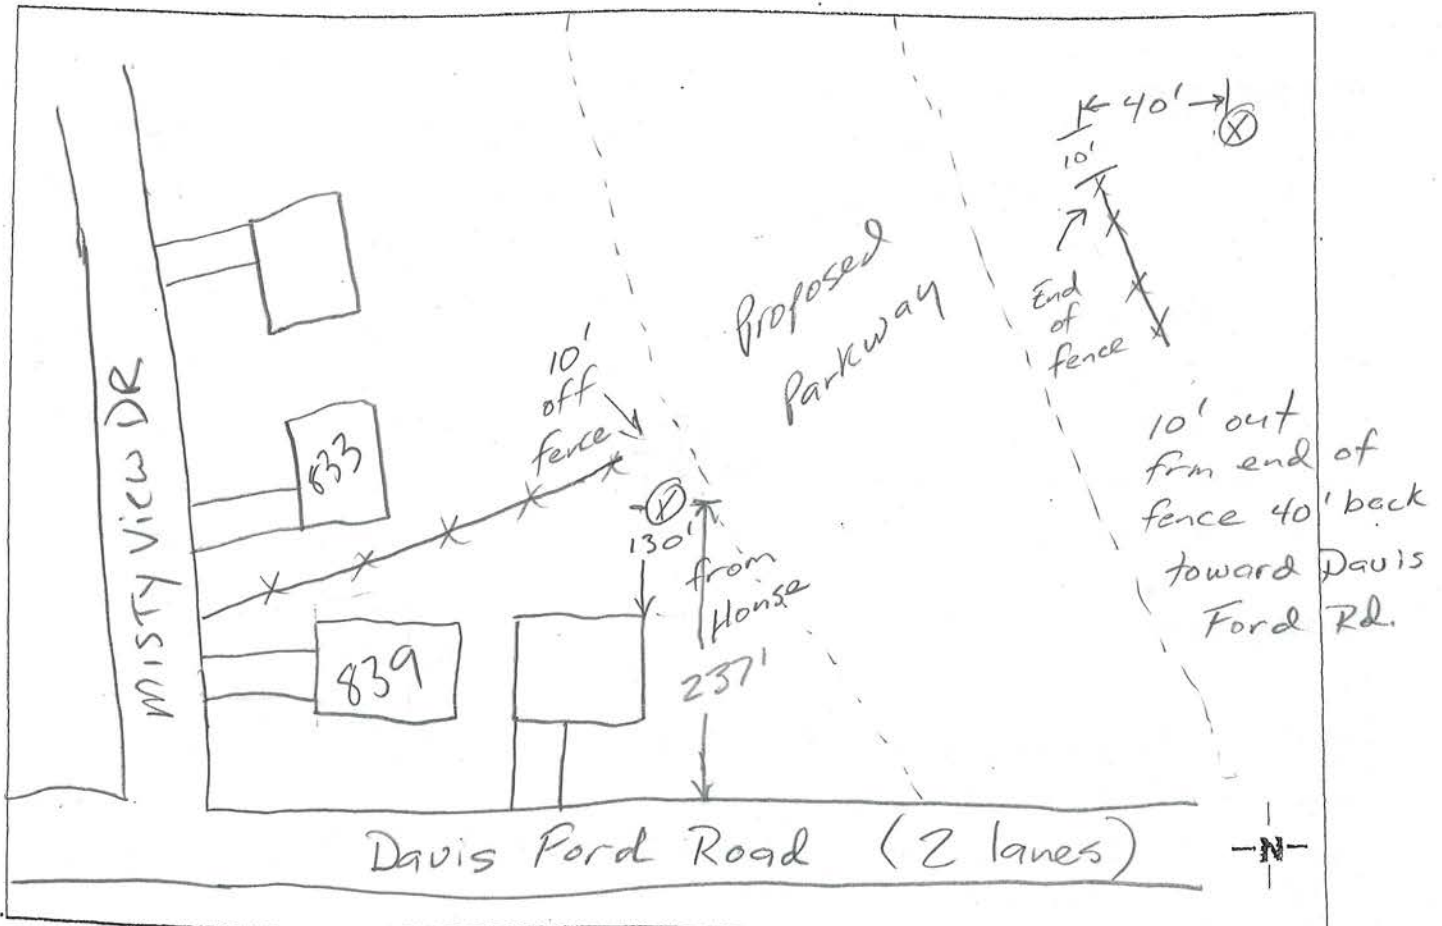 40'
10'
End
of
fence
Proposed
Parkway
10'
off
fence
MISTY VIEW DR
833
130'
from
House
237'
839
10' out
frm end of
fence 40' back
toward Davis
Ford Rd.
Davis Ford Road (2 lanes)
N